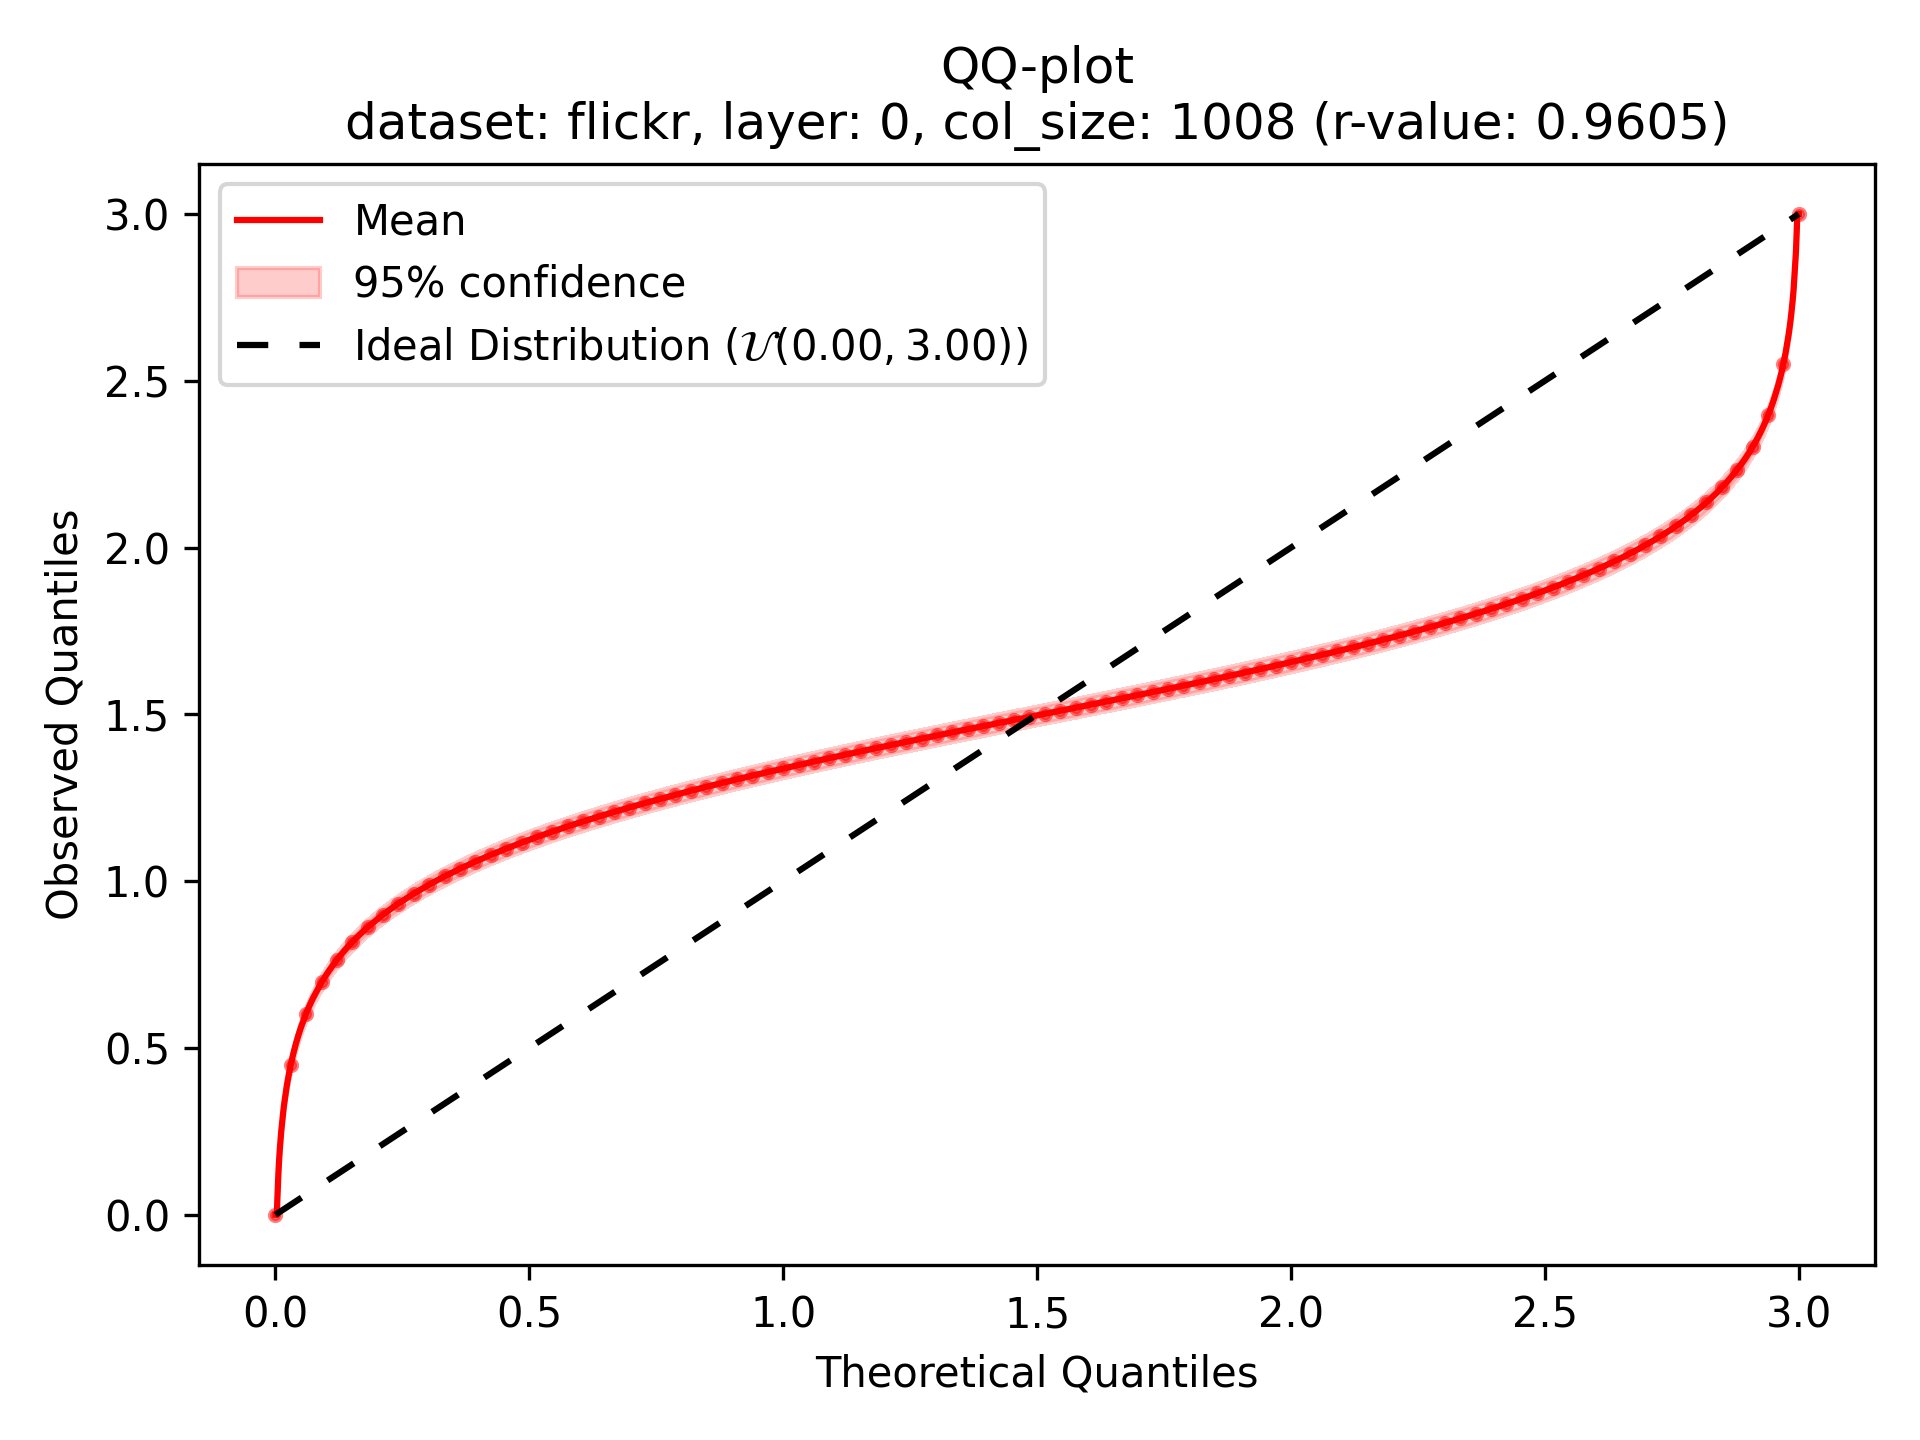 QQ-plot
dataset: flickr, layer: 0, col_size: 1008 (r-value: 0.9605)
Mean
95% confidence
Ideal Distribution (𝒰(0.00, 3.00))
3.0
2.5
2.0
1.5
1.0
0.5
0.0
Observed Quantiles
0.0 0.5 1.0 1.5 2.0 2.5 3.0
Theoretical Quantiles